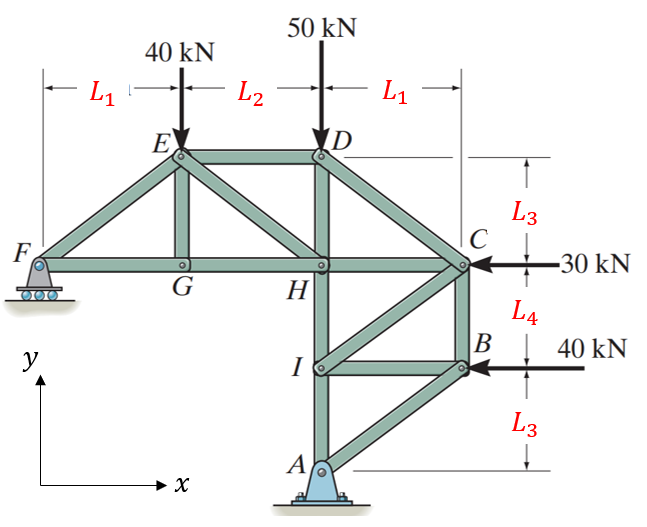 50 kN
40 kN
L₁ L₂ L₁
E D
L₃
F C
30 kN
G H
L₄
B 40 kN
I
y
L₃
A
x